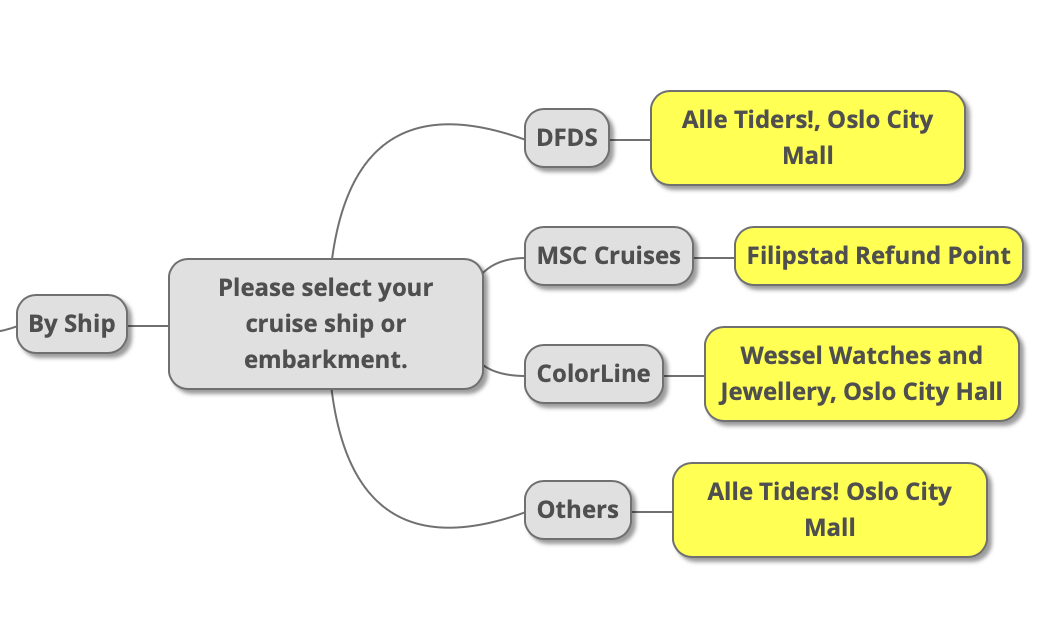 By Ship
Please select your
cruise ship or
embarkment.
DFDS
Alle Tiders!, Oslo City
Mall
MSC Cruises
Filipstad Refund Point
ColorLine
Wessel Watches and
Jewellery, Oslo City Hall
Others
Alle Tiders! Oslo City
Mall